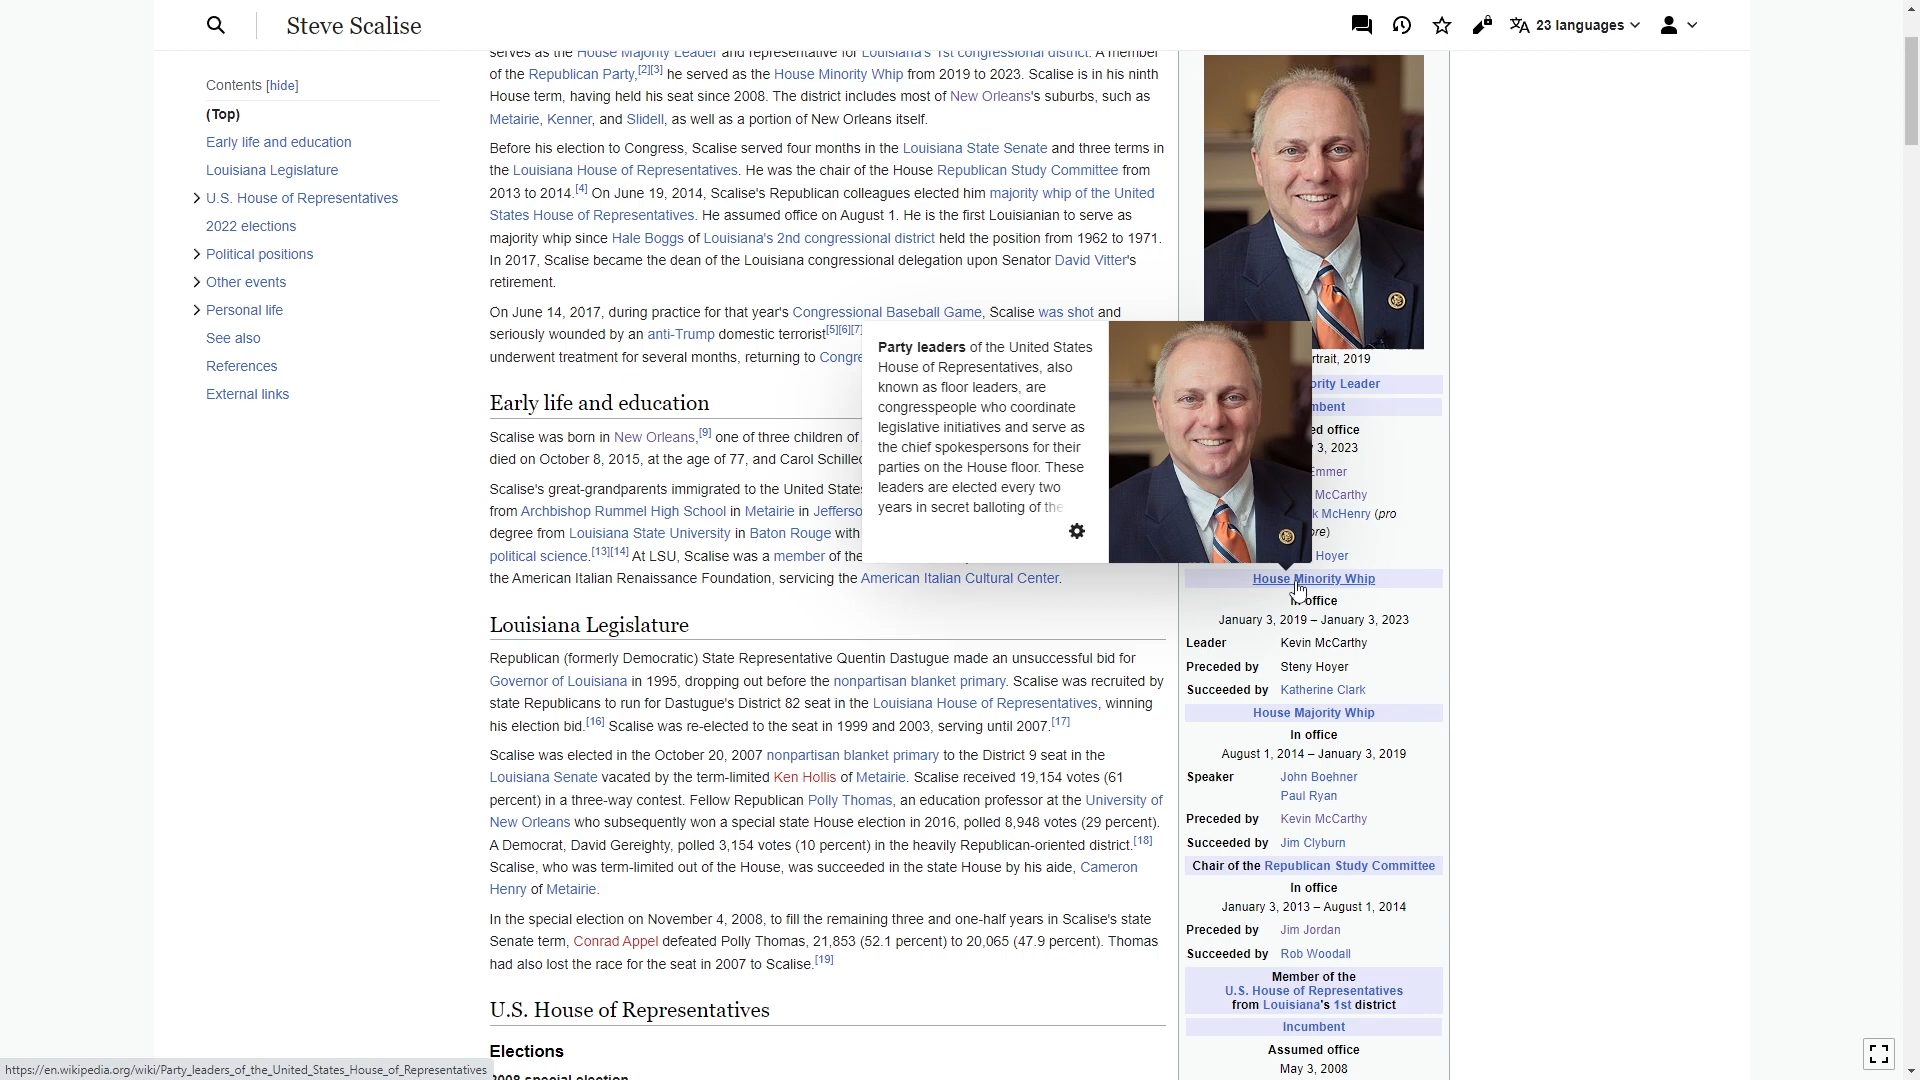 Steve Scalise
23 languages
Contents [hide]
(Top)
Early life and education
Louisiana Legislature
U.S. House of Representatives
2022 elections
Political positions
Other events
Personal life
See also
References
External links
serves as the House Majority Leader and representative for Louisiana's 1st congressional district. A member
of the Republican Party,[2][3] he served as the House Minority Whip from 2019 to 2023. Scalise is in his ninth
House term, having held his seat since 2008. The district includes most of New Orleans's suburbs, such as
Metairie, Kenner, and Slidell, as well as a portion of New Orleans itself.
Before his election to Congress, Scalise served four months in the Louisiana State Senate and three terms in
the Louisiana House of Representatives. He was the chair of the House Republican Study Committee from
2013 to 2014.[4] On June 19, 2014, Scalise's Republican colleagues elected him majority whip of the United
States House of Representatives. He assumed office on August 1. He is the first Louisianian to serve as
majority whip since Hale Boggs of Louisiana's 2nd congressional district held the position from 1962 to 1971.
In 2017, Scalise became the dean of the Louisiana congressional delegation upon Senator David Vitter's
retirement.
On June 14, 2017, during practice for that year's Congressional Baseball Game, Scalise was shot and
seriously wounded by an anti-Trump domestic terrorist[5][6][7]
underwent treatment for several months, returning to Congre
Early life and education
Scalise was born in New Orleans,[9] one of three children of
died on October 8, 2015, at the age of 77, and Carol Schilled
Scalise's great-grandparents immigrated to the United States
from Archbishop Rummel High School in Metairie in Jefferso
degree from Louisiana State University in Baton Rouge with
political science.[13][14] At LSU, Scalise was a member of the
the American Italian Renaissance Foundation, servicing the American Italian Cultural Center.
Louisiana Legislature
Republican (formerly Democratic) State Representative Quentin Dastugue made an unsuccessful bid for
Governor of Louisiana in 1995, dropping out before the nonpartisan blanket primary. Scalise was recruited by
state Republicans to run for Dastugue's District 82 seat in the Louisiana House of Representatives, winning
his election bid.[16] Scalise was re-elected to the seat in 1999 and 2003, serving until 2007.[17]
Scalise was elected in the October 20, 2007 nonpartisan blanket primary to the District 9 seat in the
Louisiana Senate vacated by the term-limited Ken Hollis of Metairie. Scalise received 19,154 votes (61
percent) in a three-way contest. Fellow Republican Polly Thomas, an education professor at the University of
New Orleans who subsequently won a special state House election in 2016, polled 8,948 votes (29 percent).
A Democrat, David Gereighty, polled 3,154 votes (10 percent) in the heavily Republican-oriented district.[18]
Scalise, who was term-limited out of the House, was succeeded in the state House by his aide, Cameron
Henry of Metairie.
In the special election on November 4, 2008, to fill the remaining three and one-half years in Scalise's state
Senate term, Conrad Appel defeated Polly Thomas, 21,853 (52.1 percent) to 20,065 (47.9 percent). Thomas
had also lost the race for the seat in 2007 to Scalise.[19]
U.S. House of Representatives
Elections
2008 special election
Party leaders of the United States
House of Representatives, also
known as floor leaders, are
congresspeople who coordinate
legislative initiatives and serve as
the chief spokespersons for their
parties on the House floor. These
leaders are elected every two
years in secret balloting of the
rtrait, 2019
ority Leader
mbent
ed office
3, 2023
Emmer
McCarthy
k McHenry (pro
ore)
Hoyer
House Minority Whip
In office
January 3, 2019 – January 3, 2023
Leader Kevin McCarthy
Preceded by Steny Hoyer
Succeeded by Katherine Clark
House Majority Whip
In office
August 1, 2014 – January 3, 2019
Speaker John Boehner
Paul Ryan
Preceded by Kevin McCarthy
Succeeded by Jim Clyburn
Chair of the Republican Study Committee
In office
January 3, 2013 – August 1, 2014
Preceded by Jim Jordan
Succeeded by Rob Woodall
Member of the
U.S. House of Representatives
from Louisiana's 1st district
Incumbent
Assumed office
May 3, 2008
https://en.wikipedia.org/wiki/Party_leaders_of_the_United_States_House_of_Representatives